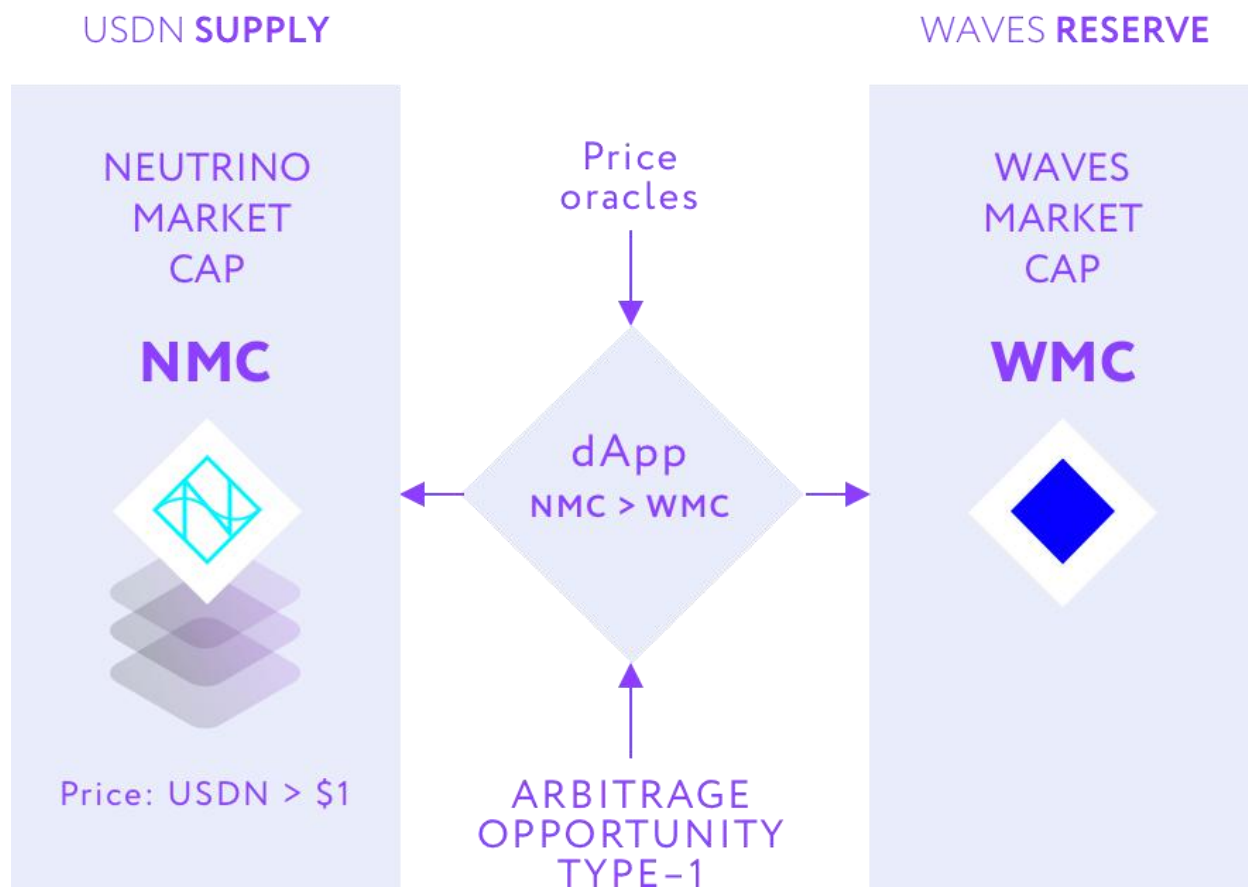 USDN SUPPLY
WAVES RESERVE
NEUTRINO
MARKET
CAP
NMC
Price: USDN > $1
Price
oracles
dApp
NMC > WMC
ARBITRAGE
OPPORTUNITY
TYPE–1
WAVES
MARKET
CAP
WMC